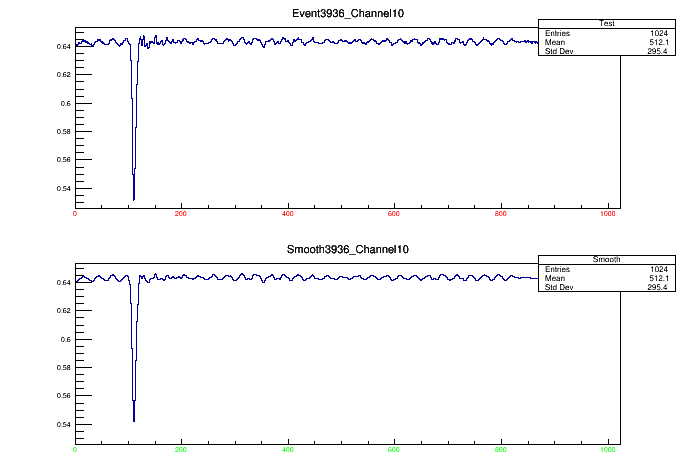 Event3936_Channel10
Test
Entries 1024
Mean 512.1
Std Dev 295.4
0.64
0.62
0.6
0.58
0.56
0.54
0 200 400 600 800 1000
Smooth3936_Channel10
Smooth
Entries 1024
Mean 512.1
Std Dev 295.4
0.64
0.62
0.6
0.58
0.56
0.54
0 200 400 600 800 1000